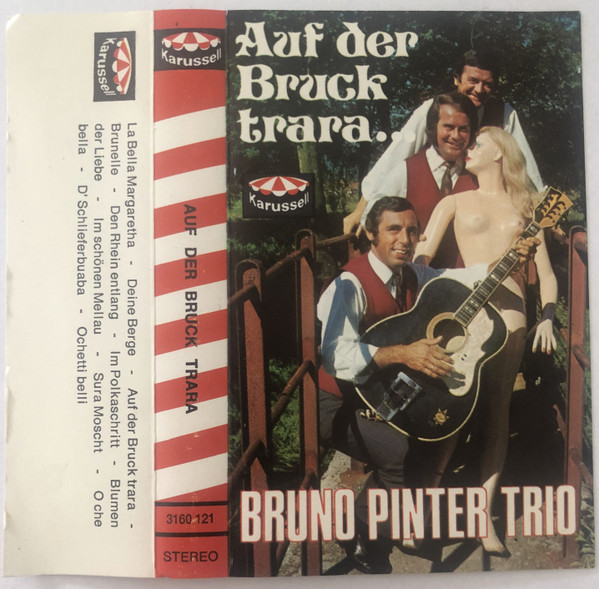 Karussell
La Bella Margaretha - Deine Berge - Auf der Bruck trara -
Brunelle - Den Rhein entlang - Im Polkaschritt - Blumen
der Liebe - Im schönen Mellau - Sura Moscht - O che
bella - D' Schlieferbuaba - Ochetti belli
Karussell
AUF DER BRUCK TRARA
3160 121
STEREO
Auf der
Bruck
trara..
Karussell
BRUNO PINTER TRIO